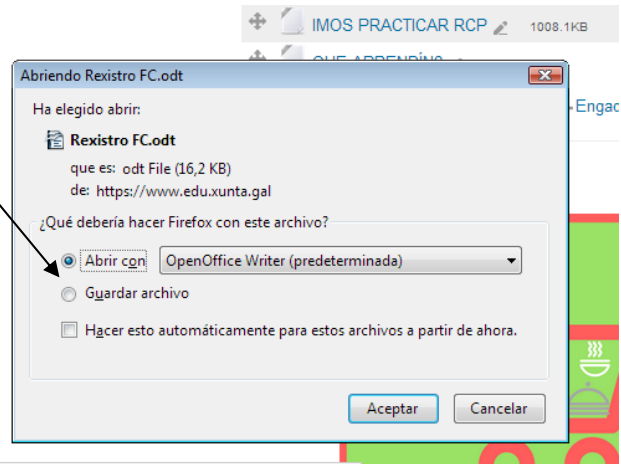 IMOS PRACTICAR RCP 1008.1KB
QUE APRENDÍN?
Abriendo Rexistro FC.odt
Engad
Ha elegido abrir:
Rexistro FC.odt
que es: odt File (16,2 KB)
de: https://www.edu.xunta.gal
¿Qué debería hacer Firefox con este archivo?
Abrir con OpenOffice Writer (predeterminada)
Guardar archivo
Hacer esto automáticamente para estos archivos a partir de ahora.
Aceptar Cancelar